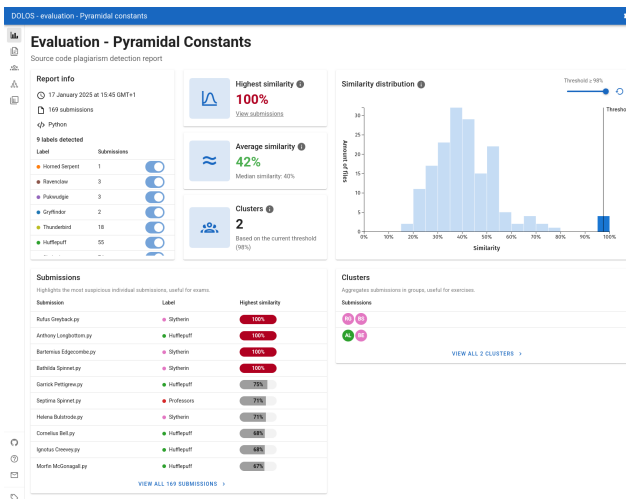 DOLOS - evaluation - Pyramidal constants
Evaluation - Pyramidal Constants
Source code plagiarism detection report
Report info
17 January 2025 at 15:45 GMT+1
169 submissions
Python
9 labels detected
Label Submissions
Horned Serpent 1
Ravenclaw 3
Pukwudgie 3
Gryffindor 2
Thunderbird 18
Hufflepuff 55
Highest similarity
100%
View submissions
Average similarity
42%
Median similarity: 40%
Clusters
2
Based on the current threshold
(98%)
Similarity distribution
Threshold ≥ 98%
Thresho
Amount of files
30
25
20
15
10
5
0
0% 10% 20% 30% 40% 50% 60% 70% 80% 90% 100%
Similarity
Submissions
Highlights the most suspicious individual submissions, useful for exams.
Submission Label Highest similarity
Rufus Greyback.py Slytherin 100%
Anthony Longbottom.py Hufflepuff 100%
Bartemius Edgecombe.py Slytherin 100%
Bathilda Spinnet.py Slytherin 100%
Garrick Pettigrew.py Hufflepuff 75%
Septima Spinnet.py Professors 71%
Helena Bulstrode.py Slytherin 71%
Cornelius Bell.py Hufflepuff 68%
Ignotus Creevey.py Hufflepuff 68%
Morfin McGonagall.py Hufflepuff 67%
VIEW ALL 169 SUBMISSIONS
Clusters
Aggregates submissions in groups, useful for exercises.
Submissions
RG BS
AL BE
VIEW ALL 2 CLUSTERS